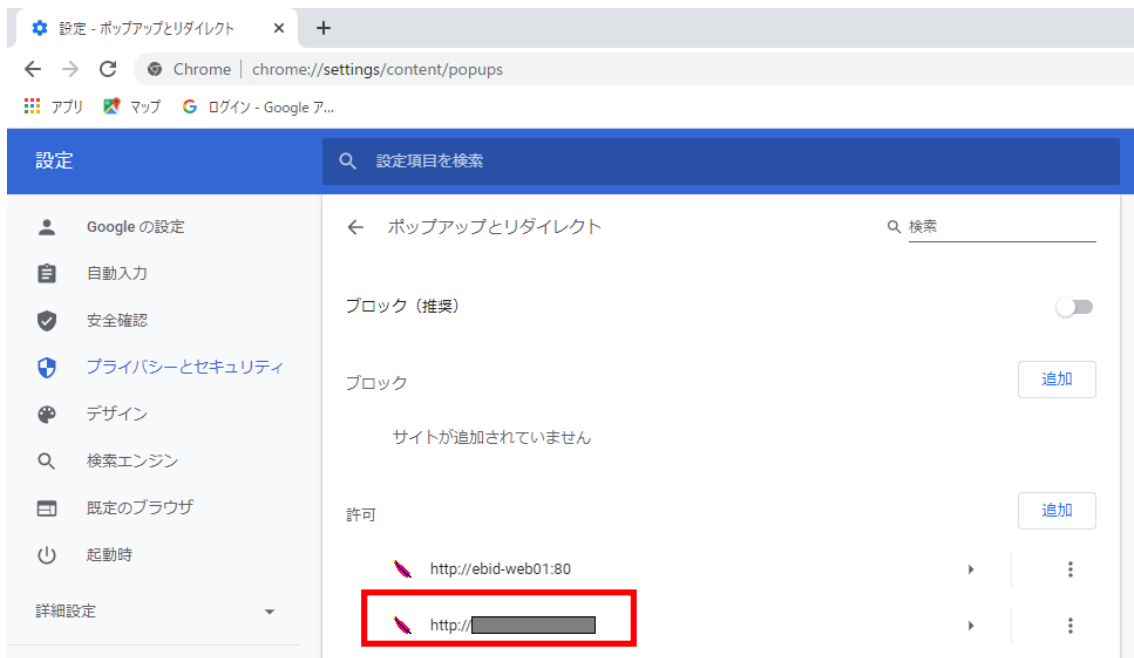 設定 - ポップアップとリダイレクト
Chrome | chrome://settings/content/popups
アプリ マップ ログイン - Google ア...
設定
設定項目を検索
Google の設定
自動入力
安全確認
プライバシーとセキュリティ
デザイン
検索エンジン
既定のブラウザ
起動時
詳細設定
ポップアップとリダイレクト
検索
ブロック（推奨）
ブロック
追加
サイトが追加されていません
許可
追加
http://ebid-web01:80
http://